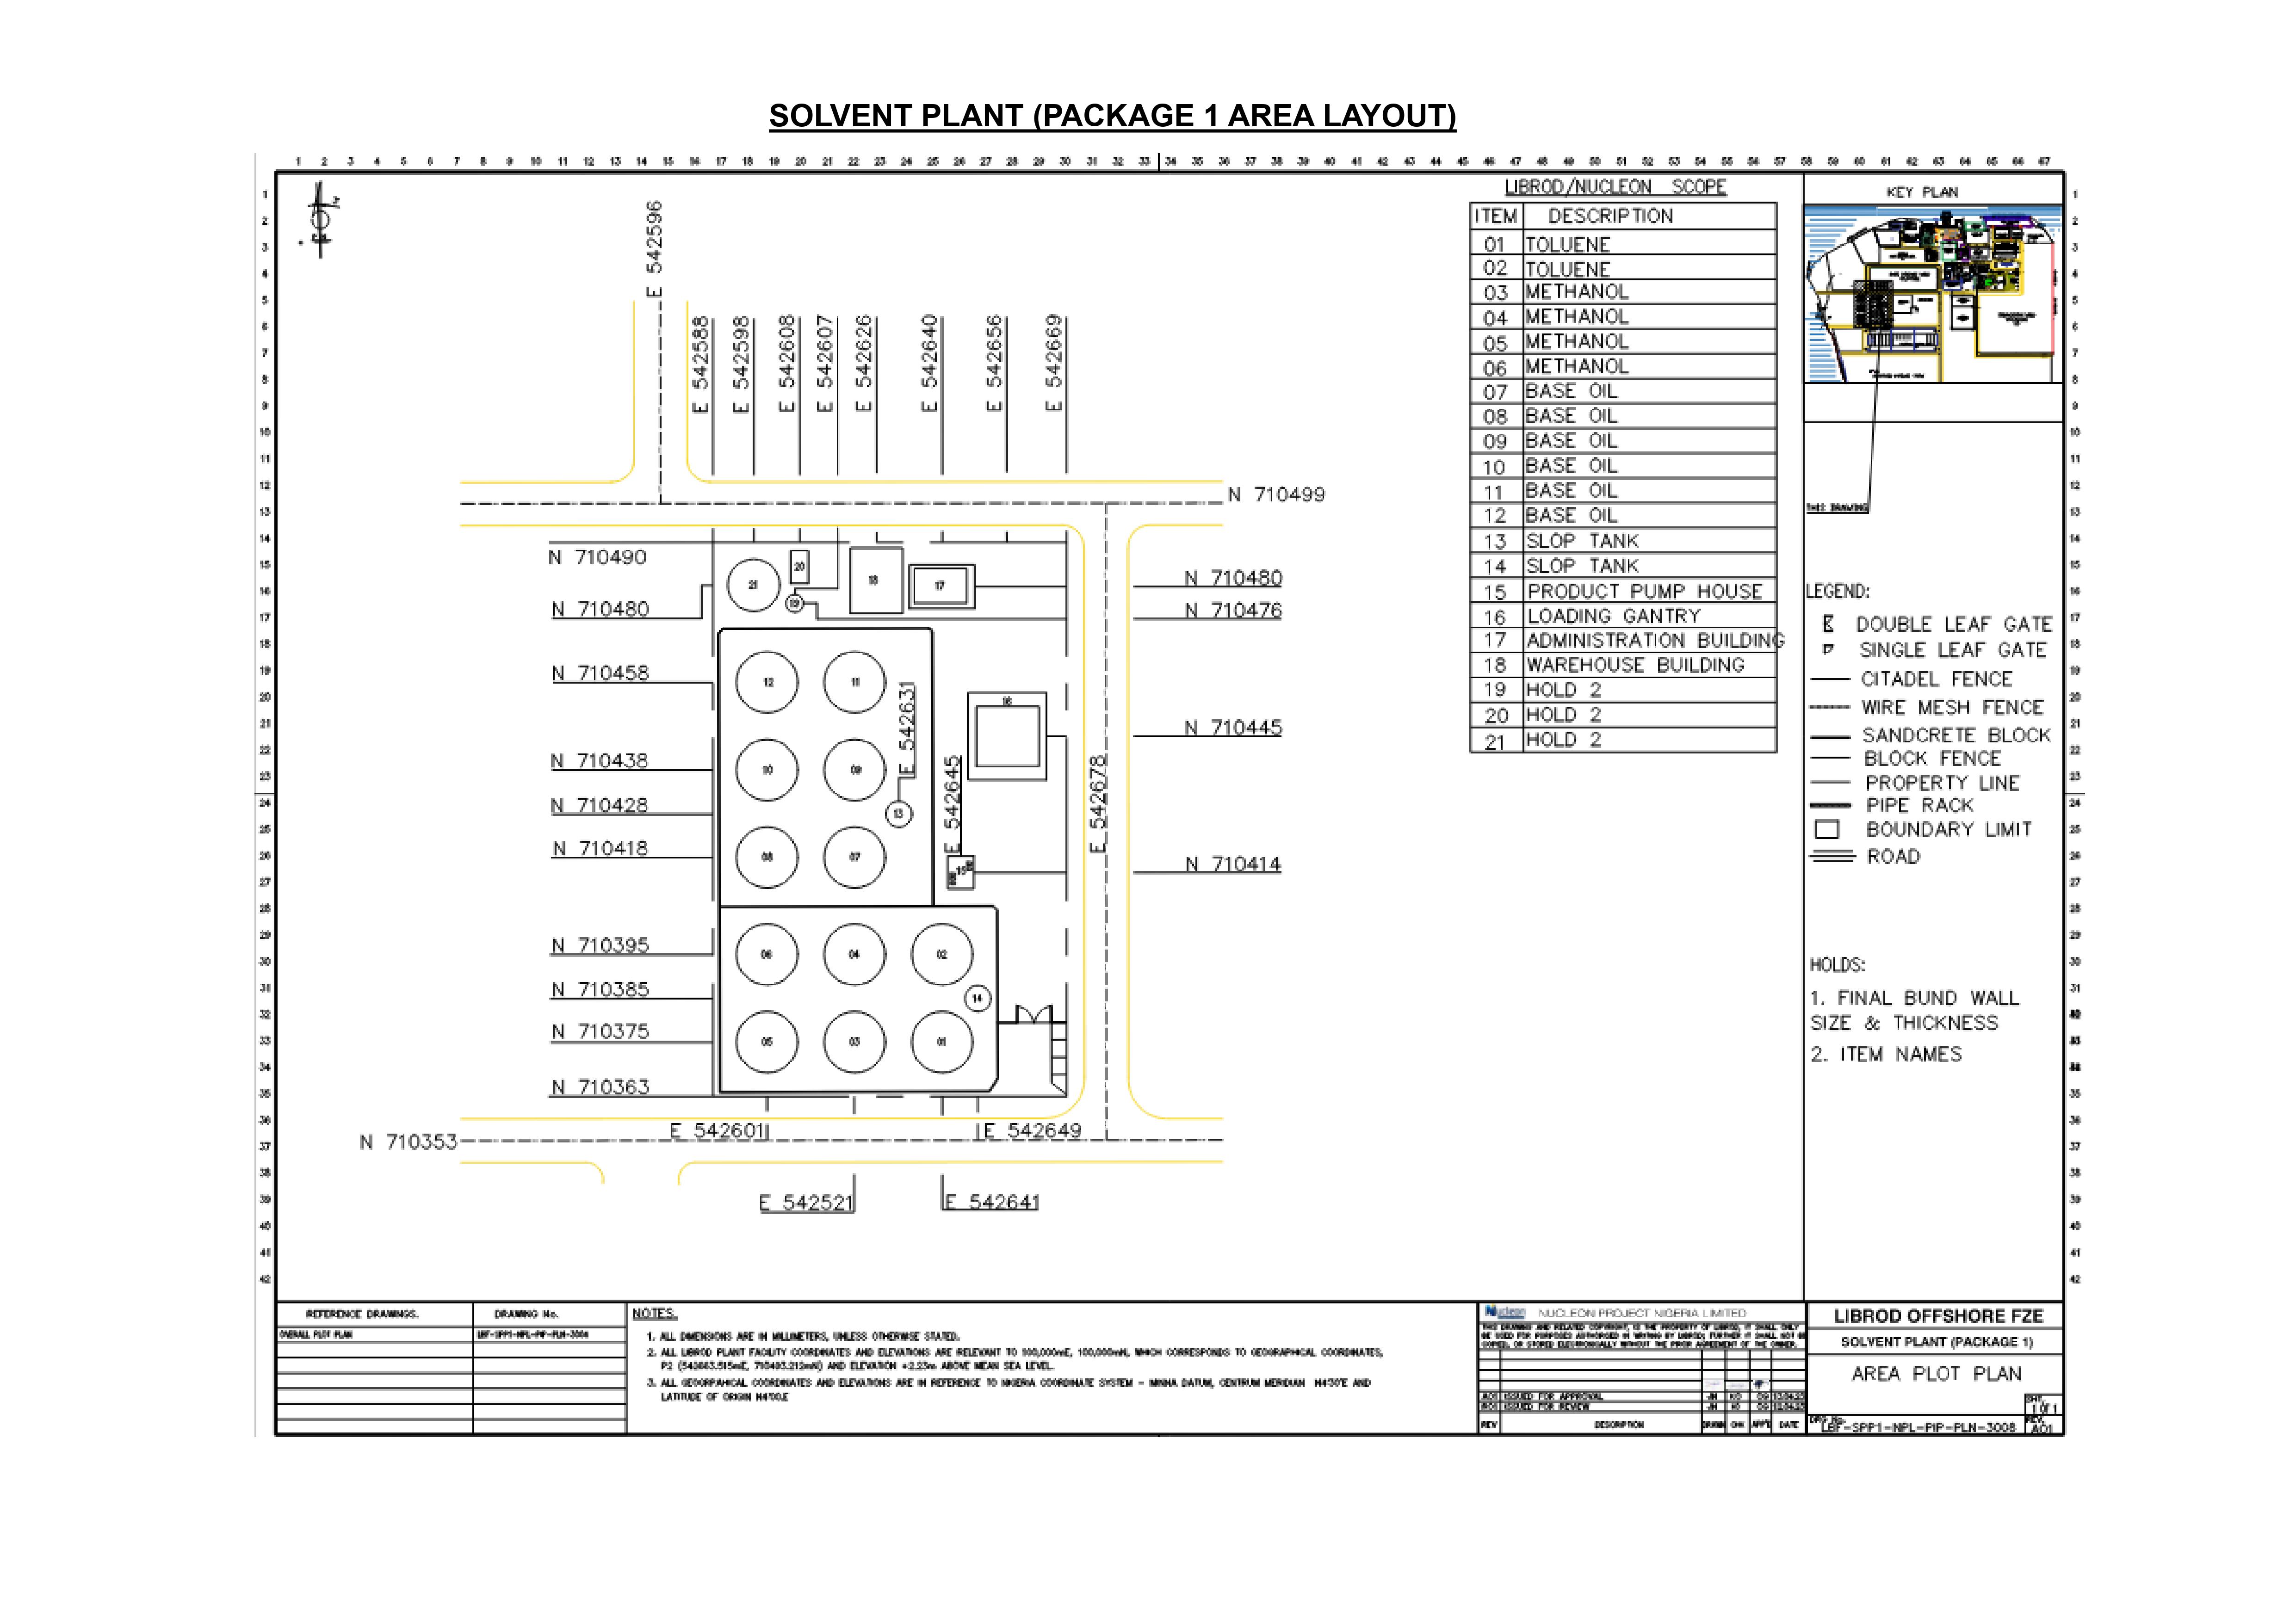 SOLVENT PLANT (PACKAGE 1 AREA LAYOUT)
1 2 3 4 5 6 7 8 9 10 11 12 13 14 15 16 17 18 19 20 21 22 23 24 25 26 27 28 29 30 31 32 33 34 35 36 37 38 39 40 41 42 43 44 45 46 47 48 49 50 51 52 53 54 55 56 57 58 59 60 61 62 63 64 65 66 67
E 542596
E 542588
E 542598
E 542608
E 542607
E 542626
E 542640
E 542656
E 542669
N 710499
N 710490
N 710480
N 710458
N 710438
N 710428
N 710418
N 710395
N 710385
N 710375
N 710363
N 710353
N 710480
N 710476
N 710445
N 710414
E 542631
E 542645
E 542678
E 542601
E 542649
E 542521
E 542641
21
20
19
18
17
12
11
16
10
09
13
08
07
15
06
04
02
14
05
03
01
LIBROD/NUCLEON SCOPE
ITEM DESCRIPTION
01 TOLUENE
02 TOLUENE
03 METHANOL
04 METHANOL
05 METHANOL
06 METHANOL
07 BASE OIL
08 BASE OIL
09 BASE OIL
10 BASE OIL
11 BASE OIL
12 BASE OIL
13 SLOP TANK
14 SLOP TANK
15 PRODUCT PUMP HOUSE
16 LOADING GANTRY
17 ADMINISTRATION BUILDING
18 WAREHOUSE BUILDING
19 HOLD 2
20 HOLD 2
21 HOLD 2
KEY PLAN
THIS DRAWING
LEGEND:
DOUBLE LEAF GATE
SINGLE LEAF GATE
CITADEL FENCE
WIRE MESH FENCE
SANDCRETE BLOCK
BLOCK FENCE
PROPERTY LINE
PIPE RACK
BOUNDARY LIMIT
ROAD
HOLDS:
1. FINAL BUND WALL
SIZE & THICKNESS
2. ITEM NAMES
REFERENCE DRAWINGS. DRAWING No.
OVERALL PLOT PLAN LBF-SPP1-NPL-PIP-PLN-3004
NOTES.
1. ALL DIMENSIONS ARE IN MILLIMETERS, UNLESS OTHERWISE STATED.
2. ALL LIBROD PLANT FACILITY COORDINATES AND ELEVATIONS ARE RELEVANT TO 100,000mE, 100,000mN, WHICH CORRESPONDS TO GEOGRAPHICAL COORDINATES,
P2 (542663.515mE, 710493.212mN) AND ELEVATION +2.23m ABOVE MEAN SEA LEVEL.
3. ALL GEORPAHICAL COORDINATES AND ELEVATIONS ARE IN REFERENCE TO NIGERIA COORDINATE SYSTEM - MINNA DATUM, CENTRUM MERIDIAN N4'30'E AND
LATITUDE OF ORIGIN N4'00'.E
Nucleon NUCLEON PROJECT NIGERIA LIMITED
THIS DRAWING AND RELATED COPYRIGHT, IS THE PROPERTY OF LIBROD, IT SHALL ONLY
BE USED FOR PURPOSES AUTHORISED IN WRITING BY LIBROD; FURTHER IT SHALL NOT BE
COPIED, OR STORED ELECTRONICALLY WITHOUT THE PRIOR AGREEMENT OF THE OWNER.
A01 ISSUED FOR APPROVAL JH KO OG 13.04.23
R01 ISSUED FOR REVIEW JH KO OG 12.04.23
REV DESCRIPTION DRAWN CHK APP'D DATE
LIBROD OFFSHORE FZE
SOLVENT PLANT (PACKAGE 1)
AREA PLOT PLAN
SHT.
1 OF 1
DRG No. REV.
LBF-SPP1-NPL-PIP-PLN-3008 A01